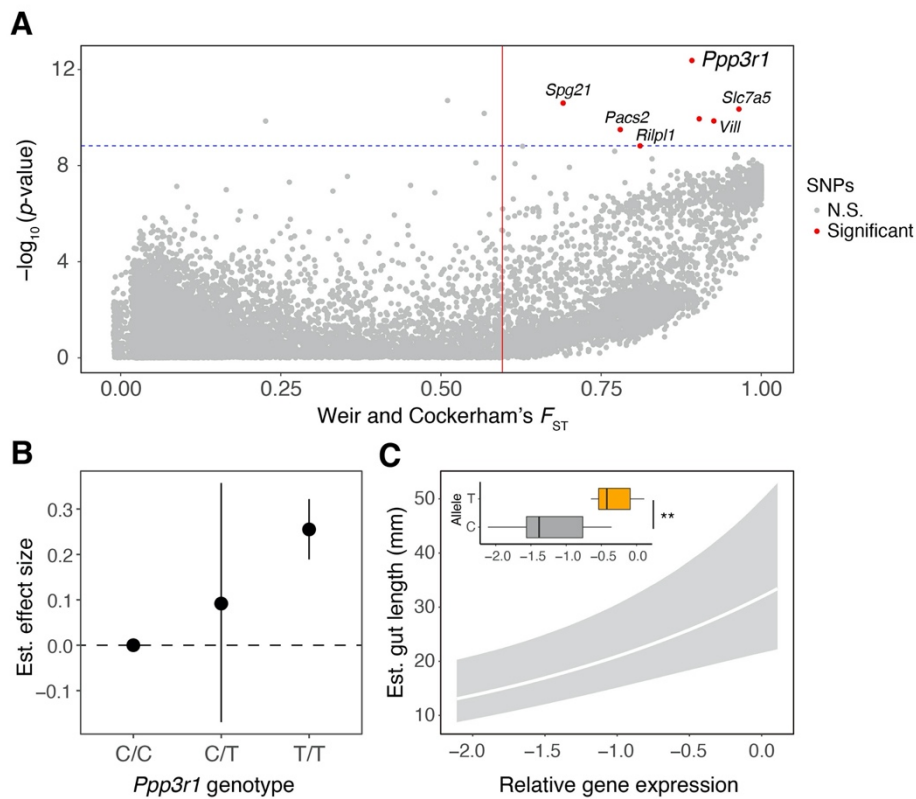 A
12
8
4
0
−log10 (p-value)
Ppp3r1
Spg21
Slc7a5
Pacs2
Vill
Rilpl1
SNPs
N.S.
Significant
0.00 0.25 0.50 0.75 1.00
Weir and Cockerham's FST
B
0.3
0.2
0.1
0.0
−0.1
Est. effect size
C/C C/T T/T
Ppp3r1 genotype
C
50
40
30
20
10
Est. gut length (mm)
Allele
T
C
**
−2.0 −1.5 −1.0 −0.5 0.0
−2.0 −1.5 −1.0 −0.5 0.0
Relative gene expression